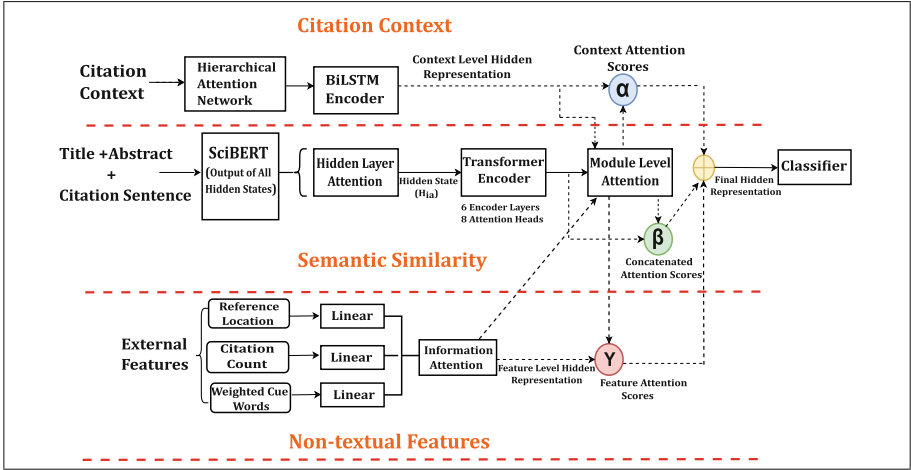 Citation Context
Citation
Context
Hierarchical
Attention
Network
BiLSTM
Encoder
Context Level Hidden
Representation
Context Attention
Scores
α
Title +Abstract
+
Citation Sentence
SciBERT
(Output of All
Hidden States)
Hidden Layer
Attention
Hidden State
(Hia)
Transformer
Encoder
6 Encoder Layers
8 Attention Heads
Module Level
Attention
β
Concatenated
Attention Scores
Final Hidden
Representation
Classifier
Semantic Similarity
External
Features
Reference
Location
Linear
Citation
Count
Linear
Weighted Cue
Words
Linear
Information
Attention
Feature Level Hidden
Representation
Y
Feature Attention
Scores
Non-textual Features